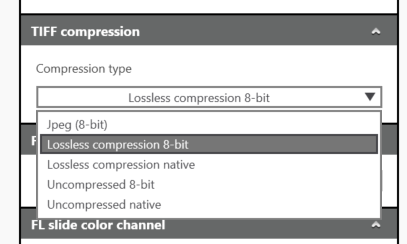 TIFF compression
Compression type
Lossless compression 8-bit
Jpeg (8-bit)
Lossless compression 8-bit
Lossless compression native
Uncompressed 8-bit
Uncompressed native
FL slide color channel